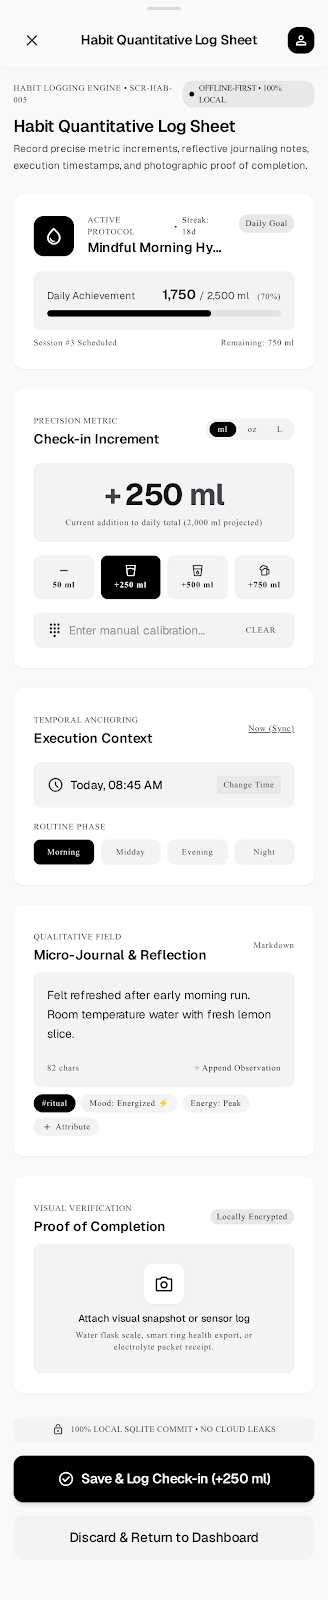 Habit Quantitative Log Sheet
HABIT LOGGING ENGINE • SCR-HAB-
005
OFFLINE-FIRST • 100%
LOCAL
Habit Quantitative Log Sheet
Record precise metric increments, reflective journaling notes,
execution timestamps, and photographic proof of completion.
ACTIVE
PROTOCOL
• Streak:
18d
Daily Goal
Mindful Morning Hy...
Daily Achievement 1,750 / 2,500 ml (70%)
Session #3 Scheduled Remaining: 750 ml
PRECISION METRIC
Check-in Increment
ml oz L
+250 ml
Current addition to daily total (2,000 ml projected)
50 ml +250 ml +500 ml +750 ml
Enter manual calibration... CLEAR
TEMPORAL ANCHORING
Execution Context
Now (Sync)
Today, 08:45 AM Change Time
ROUTINE PHASE
Morning Midday Evening Night
QUALITATIVE FIELD
Micro-Journal & Reflection
Markdown
Felt refreshed after early morning run.
Room temperature water with fresh lemon
slice.
82 chars + Append Observation
#ritual Mood: Energized ⚡ Energy: Peak
+ Attribute
VISUAL VERIFICATION
Proof of Completion
Locally Encrypted
Attach visual snapshot or sensor log
Water flask scale, smart ring health export, or
electrolyte packet receipt.
100% LOCAL SQLITE COMMIT • NO CLOUD LEAKS
Save & Log Check-in (+250 ml)
Discard & Return to Dashboard